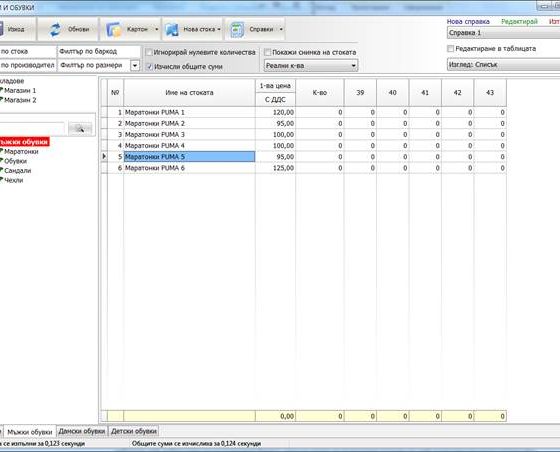 И ОБУВКИ
Изход Обнови Картон Нова стока Справки
Нова справка Редактирай
Справка 1
по стока Филтър по баркод
Игнорирай нулевите количества Покажи снимка на стоката
Редактиране в таблицата
по производител Филтър по размери
Изчисли общите суми Реални к-ва
Изглед: Списък
Магазин 1
Магазин 2
Мъжки обувки
Маратонки
Обувки
Сандали
Чехли
№ Име на стоката 1-ва цена К-во 39 40 41 42 43
С ДДС
1 Маратонки PUMA 1 120,00 0 0 0 0 0 0
2 Маратонки PUMA 2 95,00 0 0 0 0 0 0
3 Маратонки PUMA 3 100,00 0 0 0 0 0 0
4 Маратонки PUMA 4 100,00 0 0 0 0 0 0
5 Маратонки PUMA 5 95,00 0 0 0 0 0 0
6 Маратонки PUMA 6 125,00 0 0 0 0 0 0
0,00 0 0 0 0 0 0
Мъжки обувки Дамски обувки Детски обувки
се изпълни за 0,123 секунди Общите суми се изчислиха за 0,124 секунди